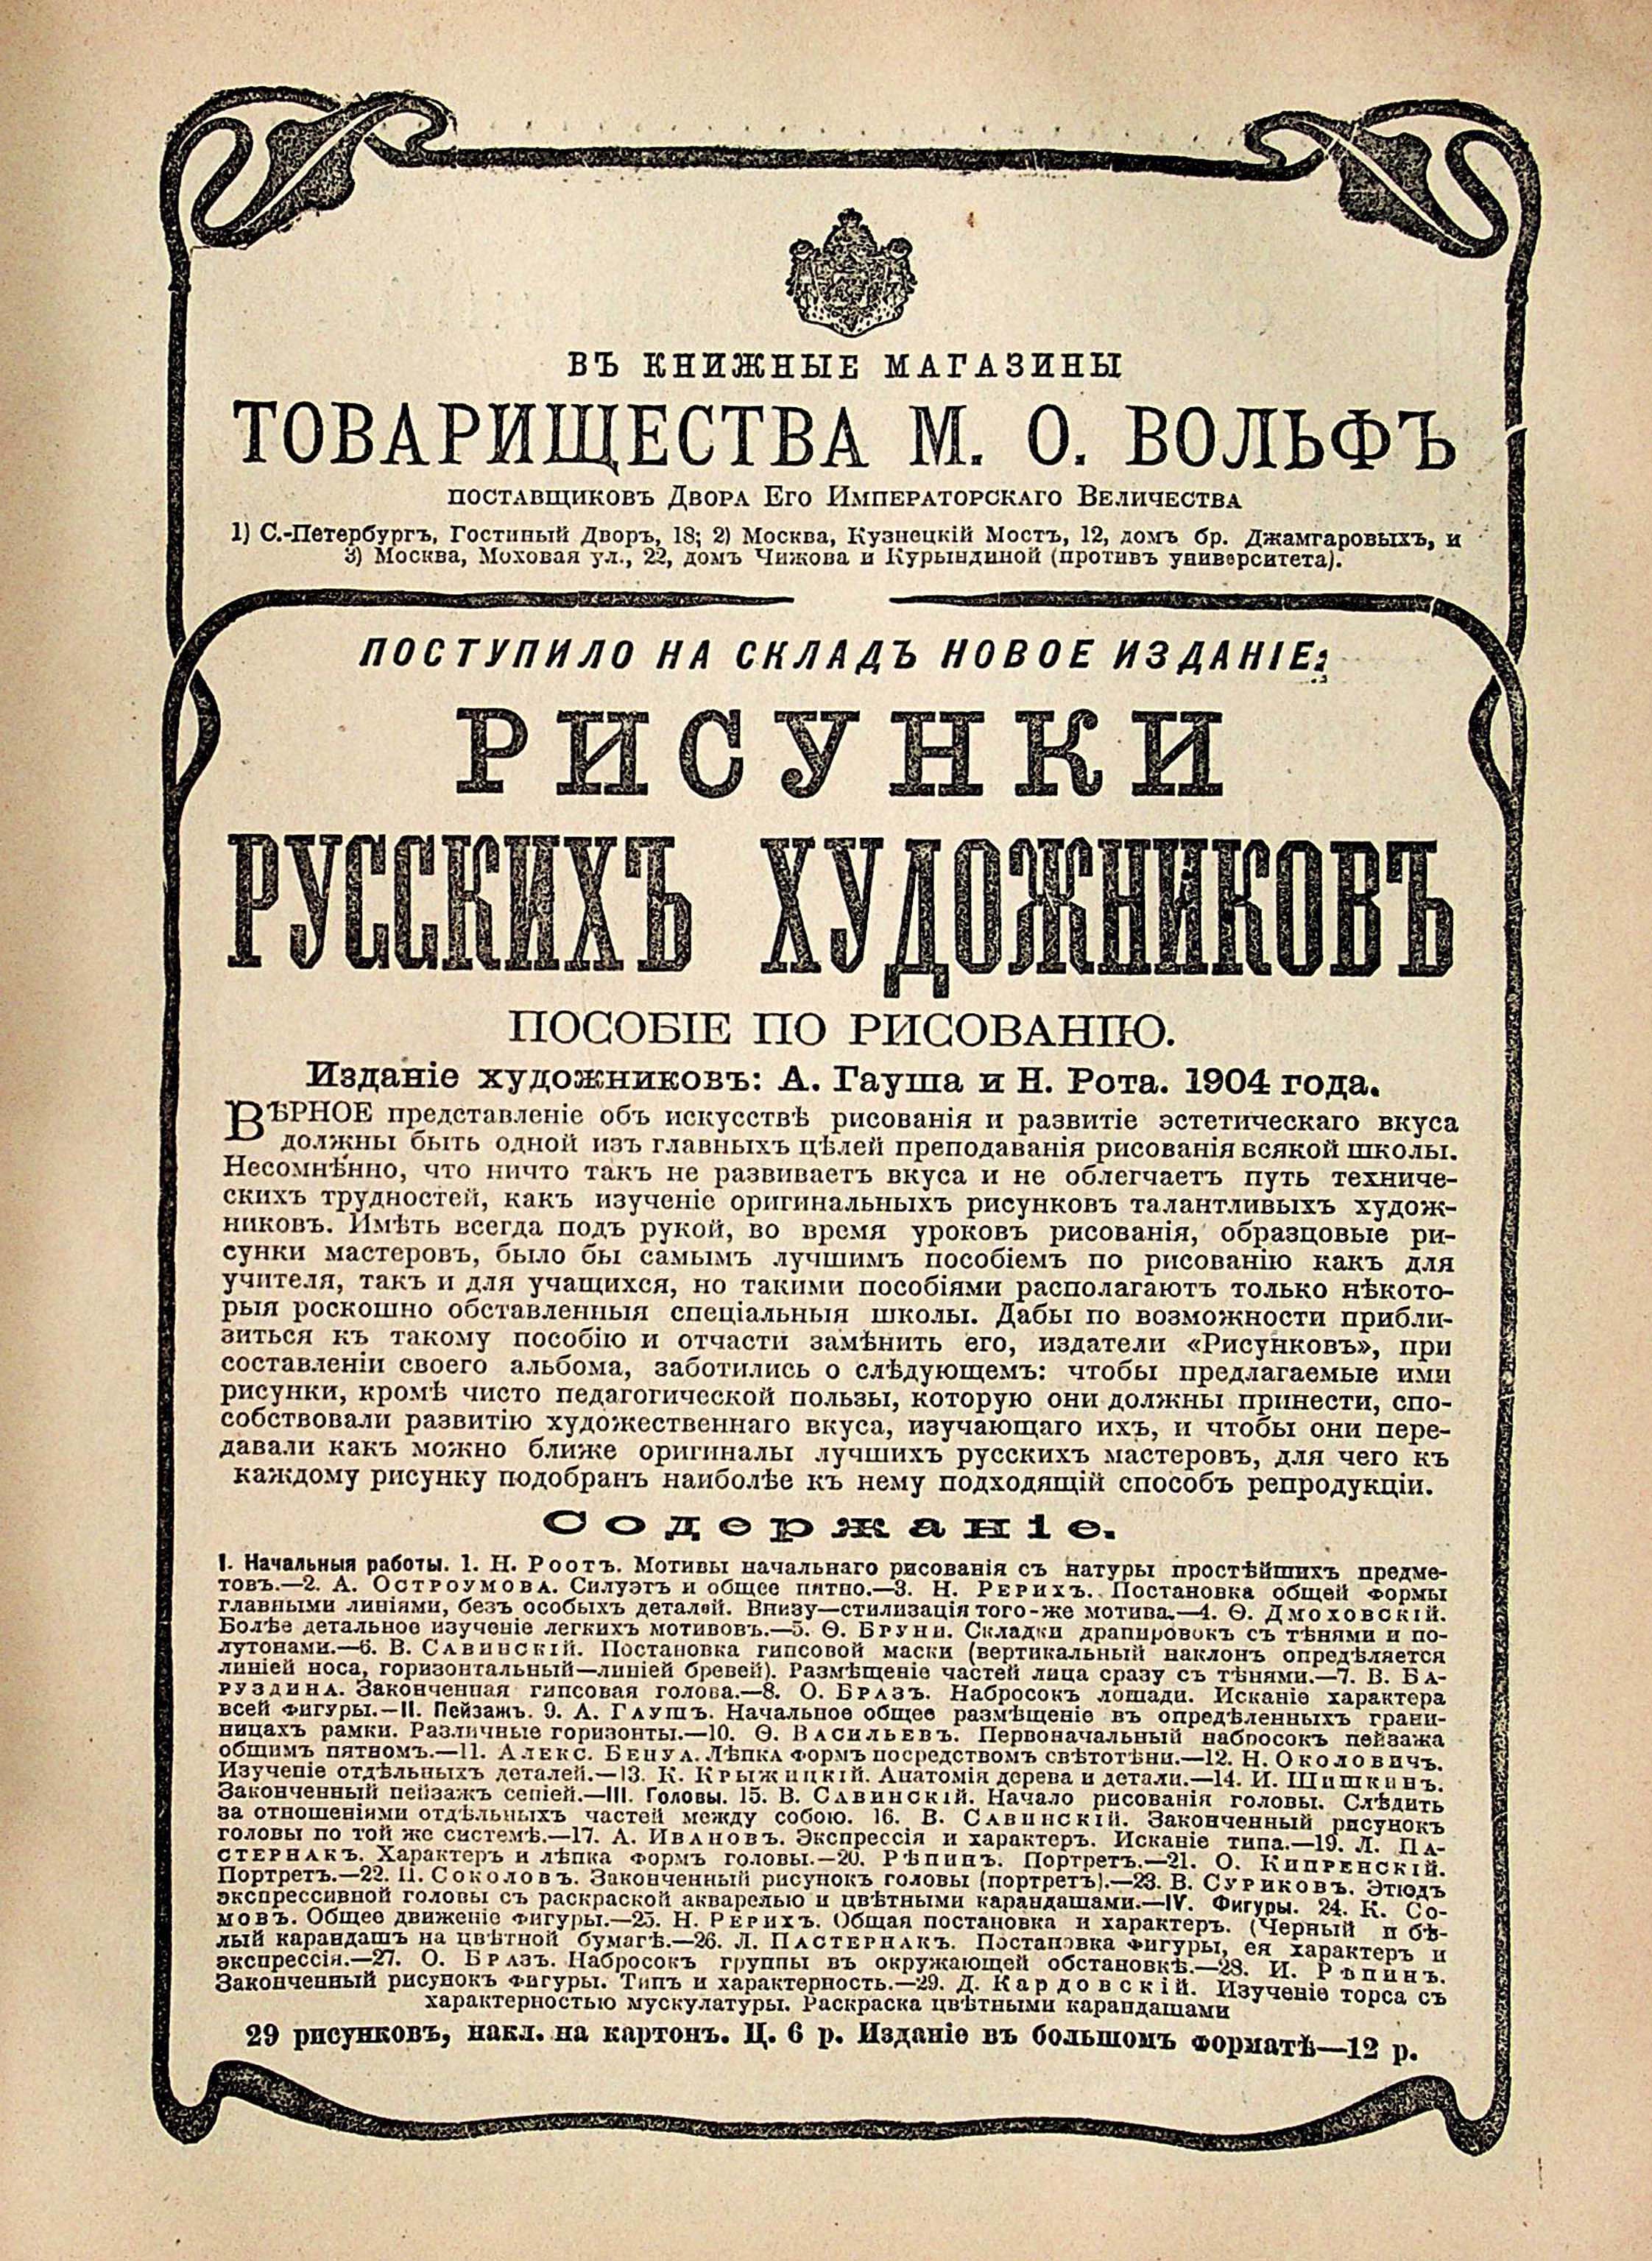 ВЪ КНИЖНЫЕ МАГАЗИНЫ
ТОВАРИЩЕСТВА М. О. ВОЛЬФЪ
ПОСТАВЩИКОВЪ ДВОРА ЕГО ИМПЕРАТОРСКАГО ВЕЛИЧЕСТВА
1) С.-Петербургъ, Гостиный Дворъ, 18; 2) Москва, Кузнецкій Мостъ, 12, домъ бр. Джамгаровыхъ, и
3) Москва, Моховая ул., 22, домъ Чижова и Курындиной (противъ университета).
ПОСТУПИЛО НА СКЛАДЪ НОВОЕ ИЗДАНІЕ:
РИСУНКИ
РУССКИХЪ ХУДОЖНИКОВЪ
ПОСОБІЕ ПО РИСОВАНІЮ.
Изданіе художниковъ: А. Гауша и Н. Рота. 1904 года.
ВѢРНОЕ представленіе объ искусствѣ рисованія и развитіе эстетическаго вкуса
должны быть одной изъ главныхъ цѣлей преподаванія рисованія всякой школы.
Несомнѣнно, что ничто такъ не развиваетъ вкуса и не облегчаетъ путь техниче-
скихъ трудностей, какъ изученіе оригинальныхъ рисунковъ талантливыхъ худож-
никовъ. Имѣть всегда подъ рукой, во время уроковъ рисованія, образцовые ри-
сунки мастеровъ, было бы самымъ лучшимъ пособіемъ по рисованію какъ для
учителя, такъ и для учащихся, но такими пособіями располагаютъ только нѣкото-
рыя роскошно обставленныя спеціальныя школы. Дабы по возможности прибли-
зиться къ такому пособію и отчасти замѣнить его, издатели «Рисунковъ», при
составленіи своего альбома, заботились о слѣдующемъ: чтобы предлагаемые ими
рисунки, кромѣ чисто педагогической пользы, которую они должны принести, спо-
собствовали развитію художественнаго вкуса, изучающаго ихъ, и чтобы они пере-
давали какъ можно ближе оригиналы лучшихъ русскихъ мастеровъ, для чего къ
каждому рисунку подобранъ наиболѣе къ нему подходящій способъ репродукціи.
Содержаніе.
I. Начальныя работы. 1. Н. РООТЪ. Мотивы начальнаго рисованія съ натуры простѣйшихъ предме-
товъ.—2. А. ОСТРОУМОВА. Силуэтъ и общее пятно.—3. Н. РЕРИХЪ. Постановка общей формы
главными линіями, безъ особыхъ деталей. Внизу—стилизація того-же мотива.—4. Ѳ. ДМОХОВСКІЙ.
Болѣе детальное изученіе легкихъ мотивовъ.—5. Ѳ. БРУНИ. Складки драпировокъ съ тѣнями и по-
лутонами.—6. В. САВИНСКІЙ. Постановка гипсовой маски (вертикальный наклонъ опредѣляется
линіей носа, горизонтальный—линіей бревей). Размѣщеніе частей лица сразу съ тѣнями.—7. В. БА-
РУЗДИНА. Законченная гипсовая голова.—8. О. БРАЗЪ. Набросокъ лошади. Исканіе характера
всей фигуры.—II. Пейзажъ. 9. А. ГАУШЪ. Начальное общее размѣщеніе въ опредѣленныхъ грани-
ницахъ рамки. Различные горизонты.—10. Ѳ. ВАСИЛЬЕВЪ. Первоначальный набросокъ пейзажа
общимъ пятномъ.—11. АЛЕКС. БЕНУА. Лѣпка формъ посредствомъ свѣтотѣни.—12. Н. ОКОЛОВИЧЪ.
Изученіе отдѣльныхъ деталей.—13. К. КРЫЖИЦКІЙ. Анатомія дерева и детали.—14. И. ШИШКИНЪ.
Законченный пейзажъ сепіей.—III. Головы. 15. В. САВИНСКІЙ. Начало рисованія головы. Слѣдить
за отношеніями отдѣльныхъ частей между собою. 16. В. САВИНСКІЙ. Законченный рисунокъ
головы по той же системѣ.—17. А. ИВАНОВЪ. Экспрессія и характеръ. Исканіе типа.—19. Л. ПА-
СТЕРНАКЪ. Характеръ и лѣпка формъ головы.—20. РѢПИНЪ. Портретъ.—21. О. КИПРЕНСКІЙ.
Портретъ.—22. П. СОКОЛОВЪ. Законченный рисунокъ головы (портретъ).—23. В. СУРИКОВЪ. Этюдъ
экспрессивной головы съ раскраской акварелью и цвѣтными карандашами.—IV. Фигуры. 24. К. СО-
МОВЪ. Общее движеніе фигуры.—25. Н. РЕРИХЪ. Общая постановка и характеръ. (Черный и бѣ-
лый карандашъ на цвѣтной бумагѣ.—26. Л. ПАСТЕРНАКЪ. Постановка фигуры, ея характеръ и
экспрессія.—27. О. БРАЗЪ. Набросокъ группы въ окружающей обстановкѣ.—28. И. РѢПИНЪ.
Законченный рисунокъ фигуры. Типъ и характерность.—29. Д. КАРДОВСКІЙ. Изученіе торса съ
характерностью мускулатуры. Раскраска цвѣтными карандашами
29 рисунковъ, накл. на картонъ. Ц. 6 р. Изданіе въ большомъ форматѣ—12 р.